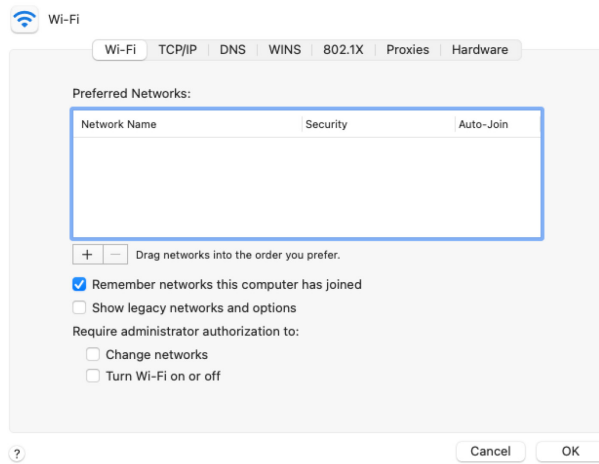 Wi-Fi
Wi-Fi TCP/IP DNS WINS 802.1X Proxies Hardware
Preferred Networks:
Network Name Security Auto-Join
+ − Drag networks into the order you prefer.
Remember networks this computer has joined
Show legacy networks and options
Require administrator authorization to:
Change networks
Turn Wi-Fi on or off
? Cancel OK